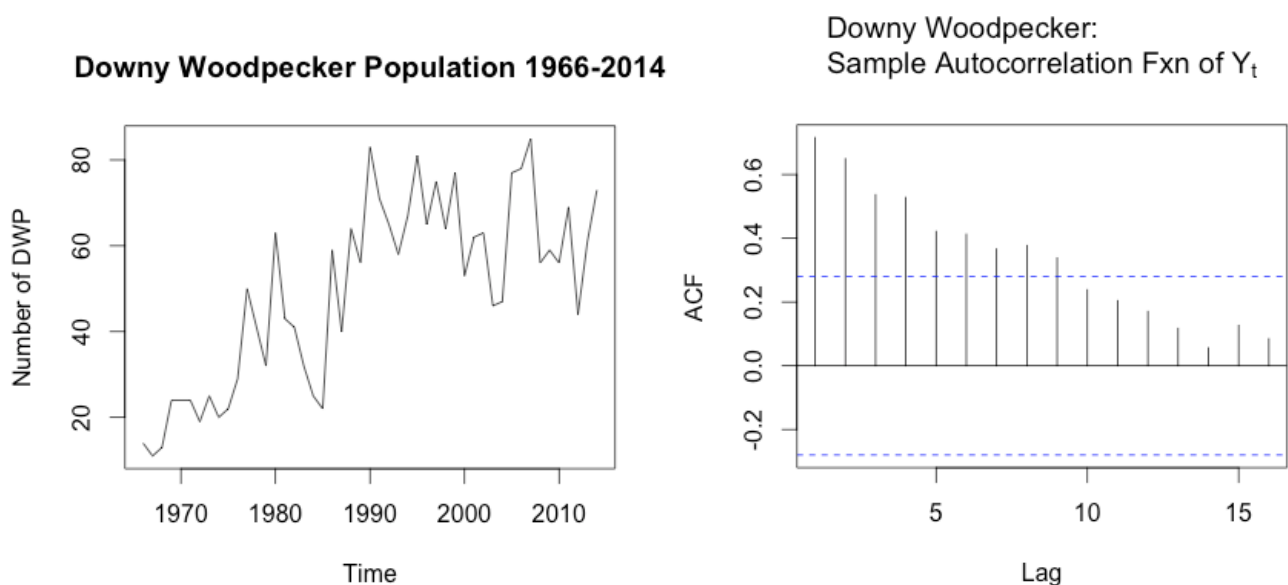 Downy Woodpecker Population 1966-2014
Number of DWP
80
60
40
20
1970 1980 1990 2000 2010
Time
Downy Woodpecker:
Sample Autocorrelation Fxn of Yt
ACF
0.6
0.4
0.2
0.0
-0.2
5 10 15
Lag